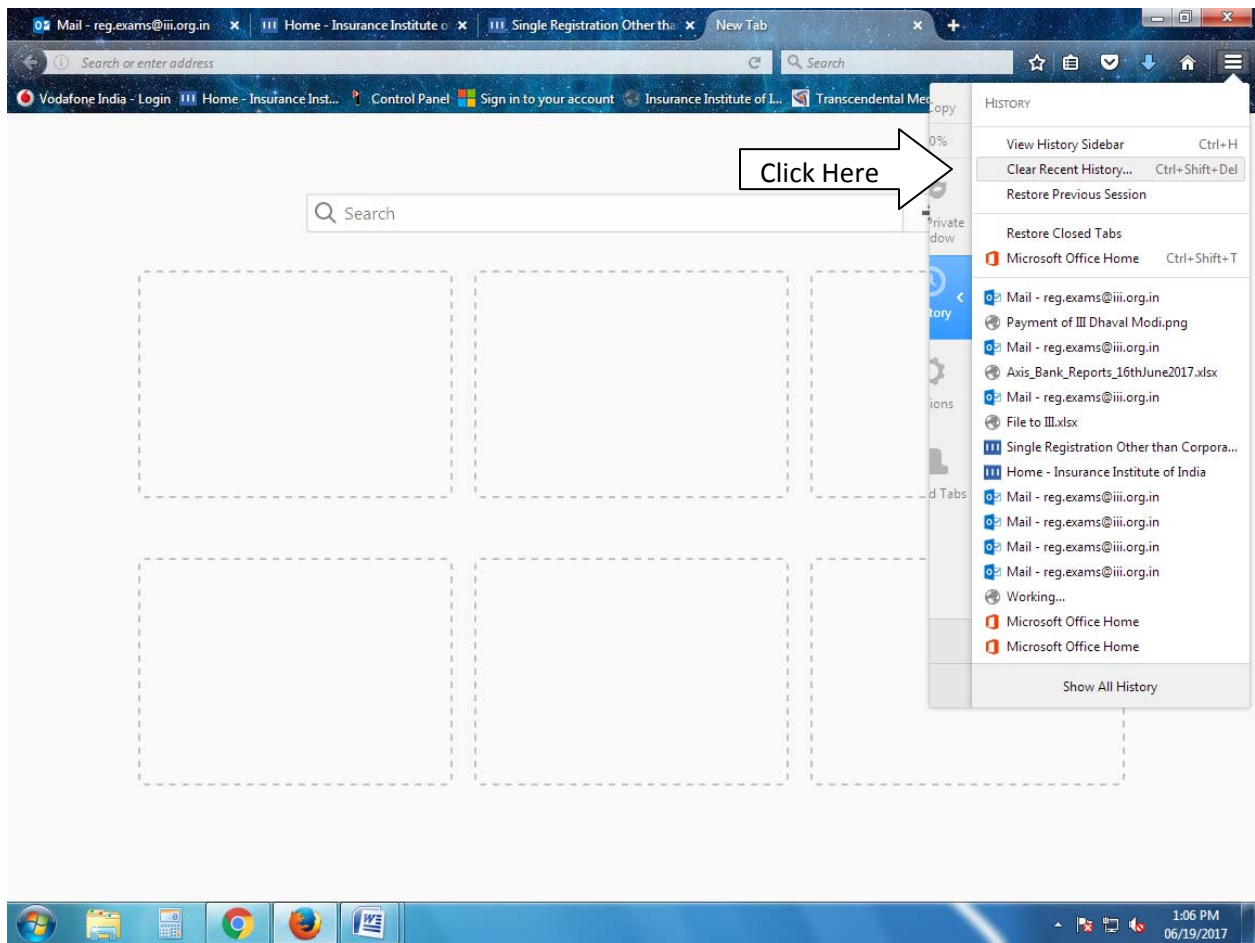 Mail - reg.exams@iii.org.in
Home - Insurance Institute o
Single Registration Other tha
New Tab
Search or enter address
Search
Vodafone India - Login
Home - Insurance Inst...
Control Panel
Sign in to your account
Insurance Institute of I...
Transcendental Med
Copy
0%
Private
dow
tory
ions
d Tabs
HISTORY
View History Sidebar Ctrl+H
Clear Recent History... Ctrl+Shift+Del
Restore Previous Session
Restore Closed Tabs
Microsoft Office Home Ctrl+Shift+T
Mail - reg.exams@iii.org.in
Payment of III Dhaval Modi.png
Mail - reg.exams@iii.org.in
Axis_Bank_Reports_16thJune2017.xlsx
Mail - reg.exams@iii.org.in
File to III.xlsx
Single Registration Other than Corpora...
Home - Insurance Institute of India
Mail - reg.exams@iii.org.in
Mail - reg.exams@iii.org.in
Mail - reg.exams@iii.org.in
Mail - reg.exams@iii.org.in
Working...
Microsoft Office Home
Microsoft Office Home
Show All History
Click Here
Search
1:06 PM
06/19/2017